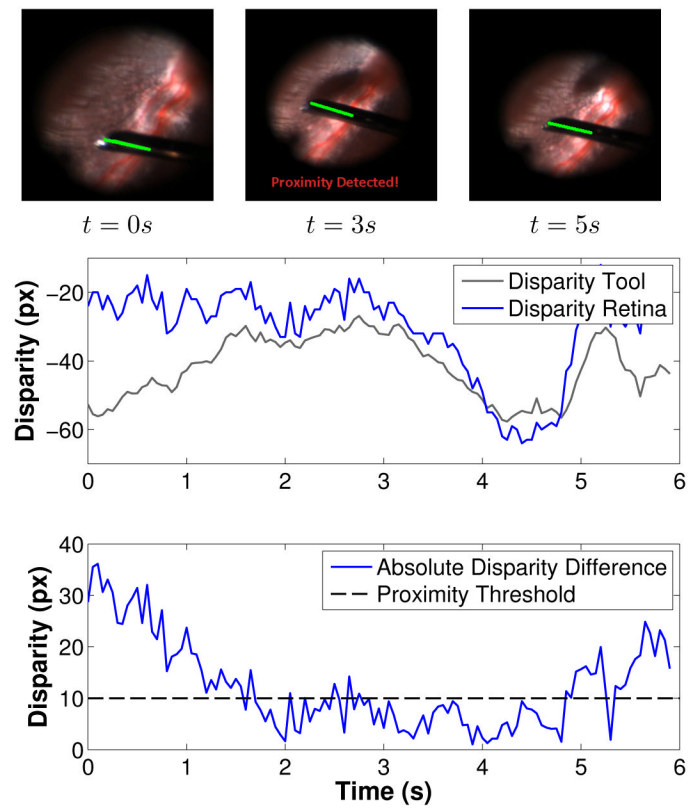 Proximity Detected!
t = 0s
t = 3s
t = 5s
Disparity (px)
−20
−40
−60
0 1 2 3 4 5 6
Disparity Tool
Disparity Retina
Disparity (px)
40
30
20
10
0
0 1 2 3 4 5 6
Absolute Disparity Difference
Proximity Threshold
Time (s)